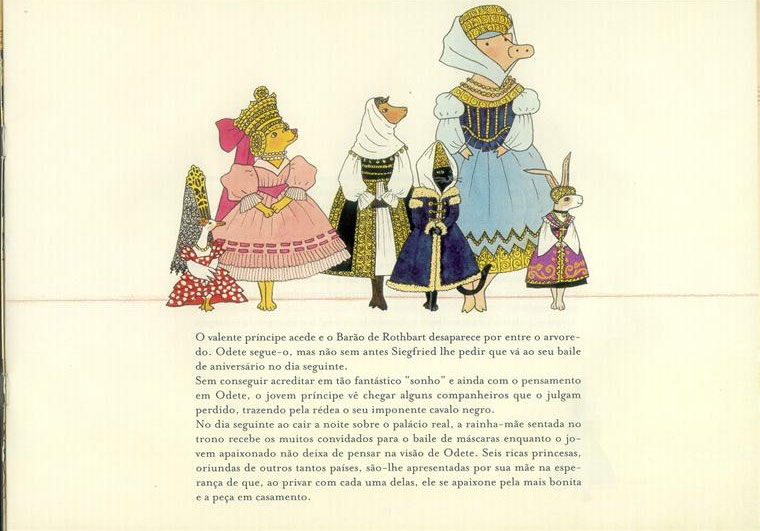 O valente príncipe acede e o Barão de Rothbart desaparece por entre o arvore-
do. Odete segue-o, mas não sem antes Siegfried lhe pedir que vá ao seu baile
de aniversário no dia seguinte.
Sem conseguir acreditar em tão fantástico "sonho" e ainda com o pensamento
em Odete, o jovem príncipe vê chegar alguns companheiros que o julgam
perdido, trazendo pela rédea o seu imponente cavalo negro.
No dia seguinte ao cair a noite sobre o palácio real, a rainha-mãe sentada no
trono recebe os muitos convidados para o baile de máscaras enquanto o jo-
vem apaixonado não deixa de pensar na visão de Odete. Seis ricas princesas,
oriundas de outros tantos países, são-lhe apresentadas por sua mãe na espe-
rança de que, ao privar com cada uma delas, ele se apaixone pela mais bonita
e a peça em casamento.